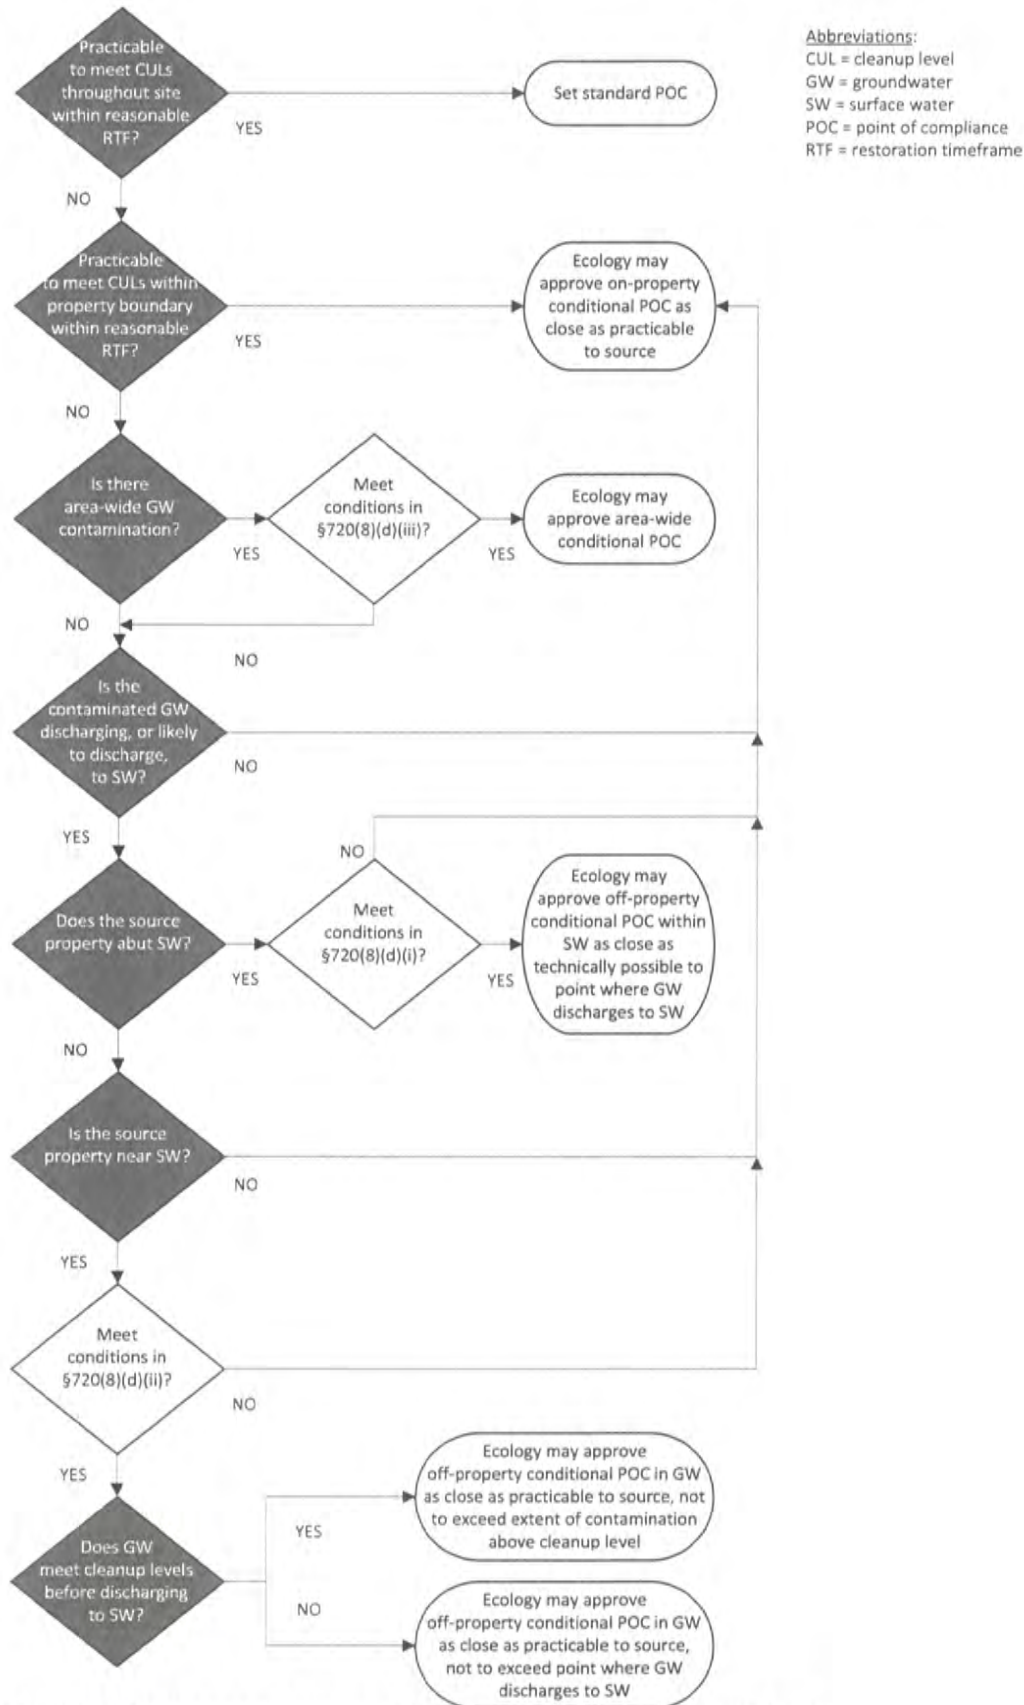 Practicable
to meet CULs
throughout site
within reasonable
RTF?
YES
Set standard POC
Abbreviations:
CUL = cleanup level
GW = groundwater
SW = surface water
POC = point of compliance
RTF = restoration timeframe
NO
Practicable
to meet CULs within
property boundary
within reasonable
RTF?
YES
Ecology may
approve on-property
conditional POC as
close as practicable
to source
NO
Is there
area-wide GW
contamination?
YES
Meet
conditions in
§720(8)(d)(iii)?
YES
Ecology may
approve area-wide
conditional POC
NO
NO
Is the
contaminated GW
discharging, or likely
to discharge,
to SW?
NO
YES
Does the source
property abut SW?
YES
NO
Meet
conditions in
§720(8)(d)(i)?
YES
Ecology may
approve off-property
conditional POC within
SW as close as
technically possible to
point where GW
discharges to SW
NO
Is the source
property near SW?
NO
YES
Meet
conditions in
§720(8)(d)(ii)?
NO
YES
Does GW
meet cleanup levels
before discharging
to SW?
YES
Ecology may approve
off-property conditional POC in GW
as close as practicable to source, not
to exceed extent of contamination
above cleanup level
NO
Ecology may approve
off-property conditional POC in GW
as close as practicable to source,
not to exceed point where GW
discharges to SW